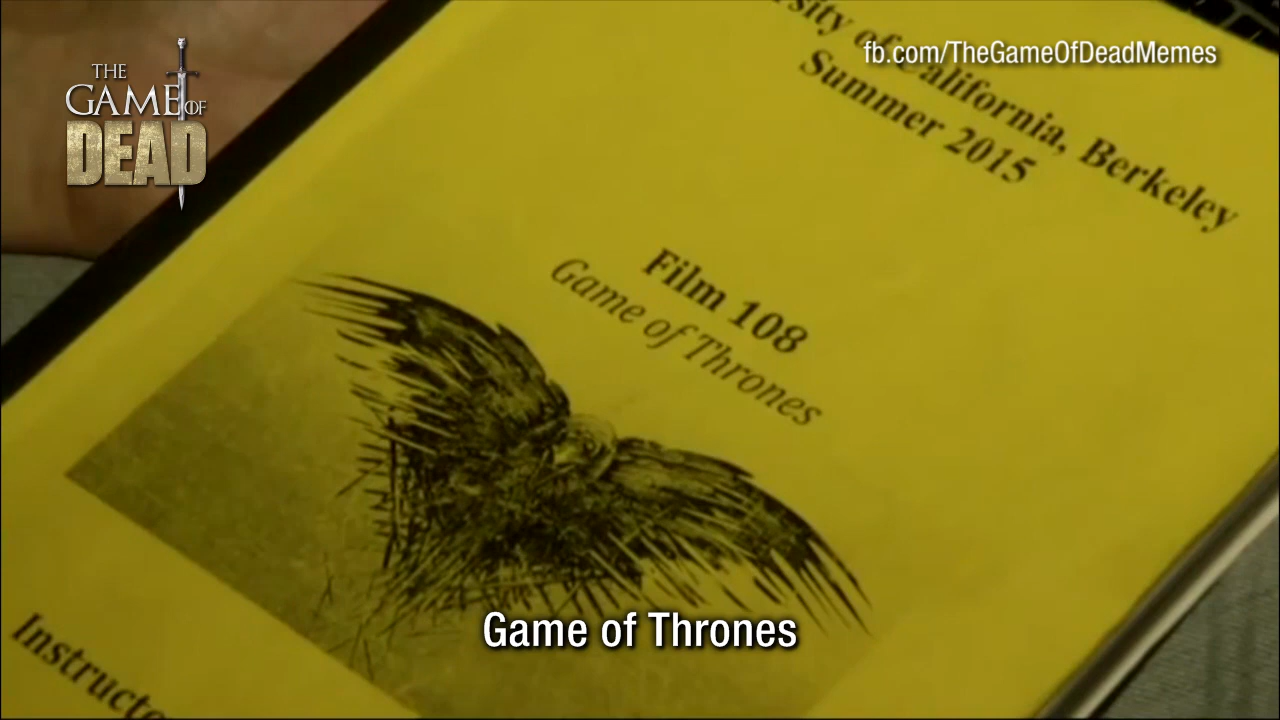 THE
GAME OF
DEAD
fb.com/TheGameOfDeadMemes
of California, Berkeley
Summer 2015
Film 108
Game of Thrones
Game of Thrones